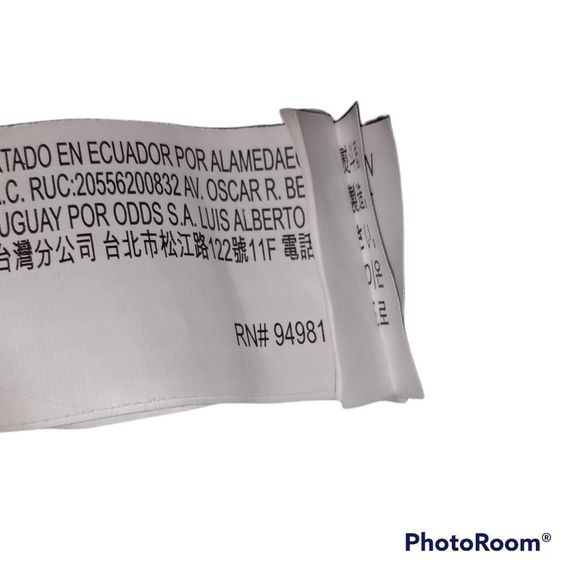 TADO EN ECUADOR POR ALAMEDAEC
.C. RUC:20556200832 AV. OSCAR R. BE
UGUAY POR ODDS S.A. LUIS ALBERTO
台灣分公司 台北市松江路122號11F 電話
RN# 94981
PhotoRoom®